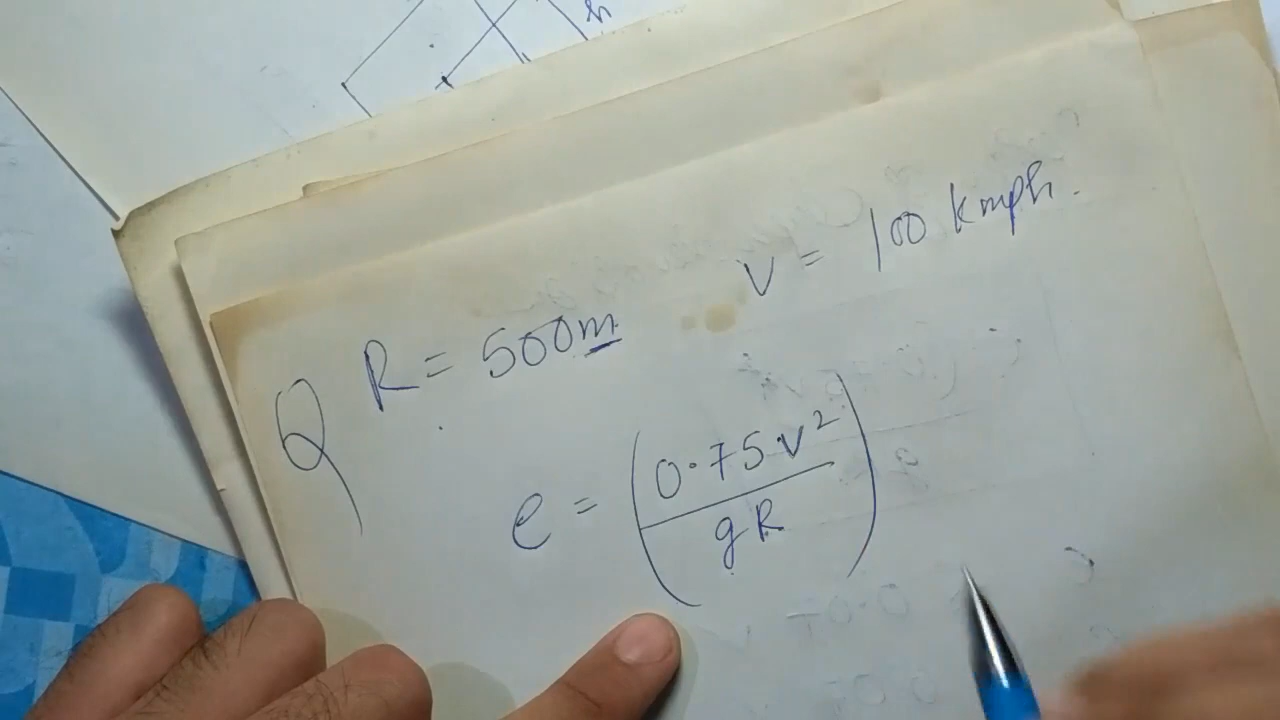 h
Q R = 500m V = 100 kmph.
e = (0.75 v² / gR)